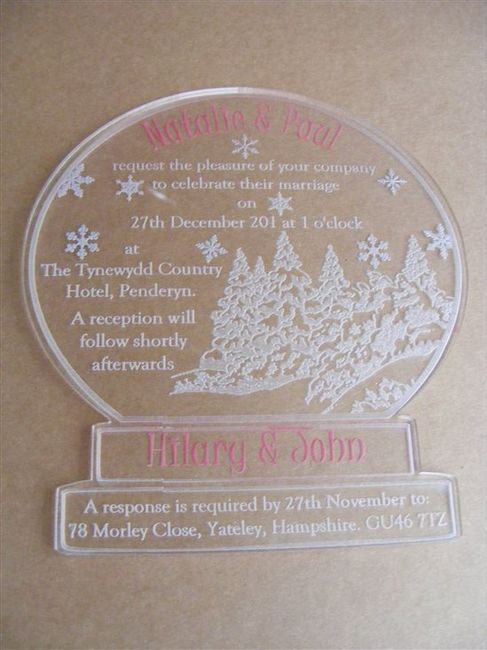 Natalie & Paul
request the pleasure of your company
to celebrate their marriage
on
27th December 201 at 1 o'clock
at
The Tynewydd Country
Hotel, Penderyn.
A reception will
follow shortly
afterwards
Hilary & John
A response is required by 27th November to:
78 Morley Close, Yateley, Hampshire. GU46 7TZ